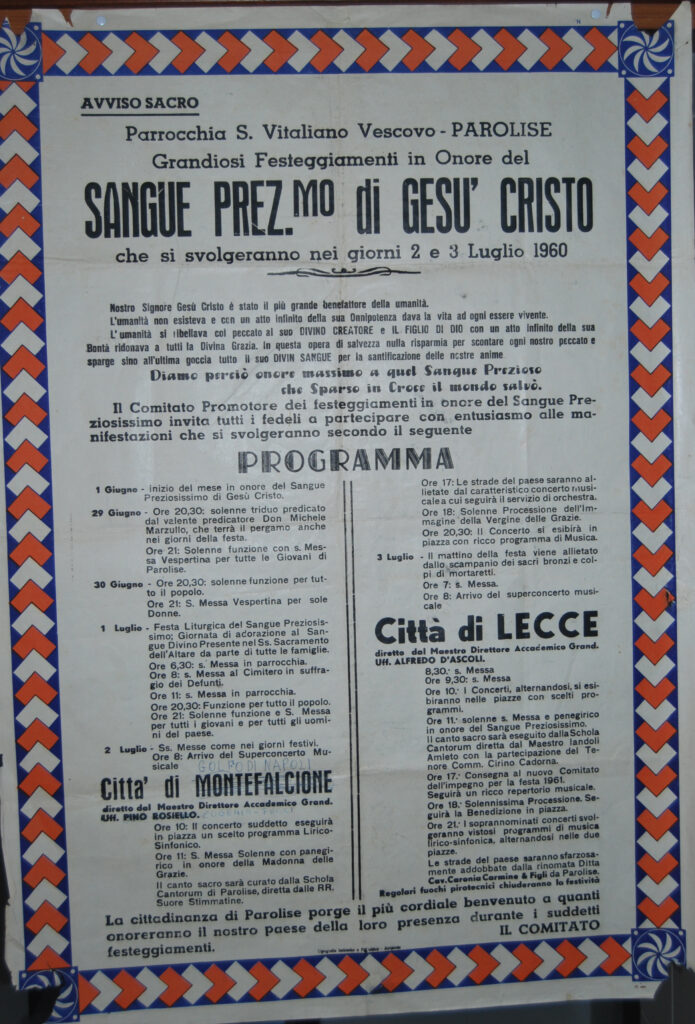 AVVISO SACRO
Parrocchia S. Vitaliano Vescovo - PAROLISE
Grandiosi Festeggiamenti in Onore del
SANGUE PREZ.MO di GESU' CRISTO
che si svolgeranno nei giorni 2 e 3 Luglio 1960
Nostro Signore Gesù Cristo è stato il più grande benefattore della umanità.
L'umanità non esisteva e con un atto infinito della sua Onnipotenza dava la vita ad ogni essere vivente.
L'umanità si ribellava col peccato al suo DIVINO CREATORE e IL FIGLIO DI DIO con un atto infinito della sua
Bontà ridonava a tutti la Divina Grazia. In questa opera di salvezza nulla risparmia per scontare ogni nostro peccato e
sparge sino all'ultima goccia tutto il suo DIVIN SANGUE per la santificazione delle nostre anime.
Diamo perciò onore massimo a quel Sangue Prezioso
che Sparso in Croce il mondo salvò.
Il Comitato Promotore dei festeggiamenti in onore del Sangue Pre-
ziosissimo invita tutti i fedeli a partecipare con entusiasmo alle ma-
nifestazioni che si svolgeranno secondo il seguente
PROGRAMMA
1 Giugno - inizio del mese in onore del Sangue
Preziosissimo di Gesù Cristo.
29 Giugno - Ore 20,30: solenne triduo predicato
dal valente predicatore Don Michele
Marzullo, che terrà il pergamo anche
nei giorni della festa.
Ore 21: Solenne funzione con s. Mes-
sa Vespertina per tutte le Giovani di
Parolise.
30 Giugno - Ore 20,30: solenne funzione per tut-
to il popolo.
Ore 21: S. Messa Vespertina per sole
Donne.
1 Luglio - Festa Liturgica del Sangue Preziosis-
simo; Giornata di adorazione al San-
gue Divino Presente nel Ss. Sacramento
dell'Altare da parte di tutte le famiglie.
Ore 6,30: s. Messa in parrocchia.
Ore 8: s. Messa al Cimitero in suffra-
gio dei Defunti.
Ore 11: s. Messa in parrocchia.
Ore 20,30: Funzione per tutto il popolo.
Ore 21: Solenne funzione e S. Messa
per tutti i giovani e per tutti gli uomi-
ni del paese.
2 Luglio - Ss. Messe come nei giorni festivi.
Ore 8: Arrivo del Superconcerto Mu-
sicale GOLFO DI NAPOLI
Citta' di MONTEFALCIONE
diretto dal Maestro Direttore Accademico Grand.
Uff. PINO ROSIELLO.
Ore 10: Il concerto suddetto eseguirà
in piazza un scelto programma Lirico-
Sinfonico.
Ore 11: S. Messa Solenne con panegi-
rico in onore della Madonna delle
Grazie.
Il canto sacro sarà curato dalla Schola
Cantorum di Parolise, diretta dalle RR.
Suore Stimmatine.
Ore 17: Le strade del paese saranno al-
lietate dal caratteristico concerto musi-
cale a cui seguirà il servizio di orchestra.
Ore 18: Solenne Processione dell'Im-
magine della Vergine delle Grazie.
Ore 20,30: Il Concerto si esibirà in
piazza con ricco programma di Musica.
3 Luglio - Il mattino della festa viene allietato
dallo scampanio dei sacri bronzi e col-
pi di mortaretti.
Ore 7: s. Messa.
Ore 8: Arrivo del superconcerto musi-
cale
Città di LECCE
diretto dal Maestro Direttore Accademico Grand.
Uff. ALFREDO D'ASCOLI.
8,30.' s. Messa
Ore 9,30: s. Messa
Ore 10.' I Concerti, alternandosi, si esi-
biranno nelle piazze con scelti pro-
grammi.
Ore 11.' solenne s. Messa e penegirico
in onore del Sangue Preziosissimo.
Il canto sacro sarà eseguito dalla Schola
Cantorum diretta dal Maestro Iandoli
Amieto con la partecipazione del Te-
nore Comm. Cirino Cadorna.
Ore 17.' Consegna al nuovo Comitato
dell'impegno per la festa 1961.
Seguirà un ricco repertorio musicale.
Ore 18.' Solennissima Processione. Se-
guirà la Benedizione in piazza.
Ore 21.' I soprannominati concerti svol-
geranno vistosi programmi di musica
lirico-sinfonica, alternandosi nelle due
piazze.
Le strade del paese saranno sfarzosa-
mente addobbate dalla rinomata Ditta
Cav. Caronia Carmine & Figli da Parolise.
Regolari fuochi pirotecnici chiuderanno la festività
La cittadinanza di Parolise porge il più cordiale benvenuto a quanti
onoreranno il nostro paese della loro presenza durante i suddetti
festeggiamenti.
IL COMITATO